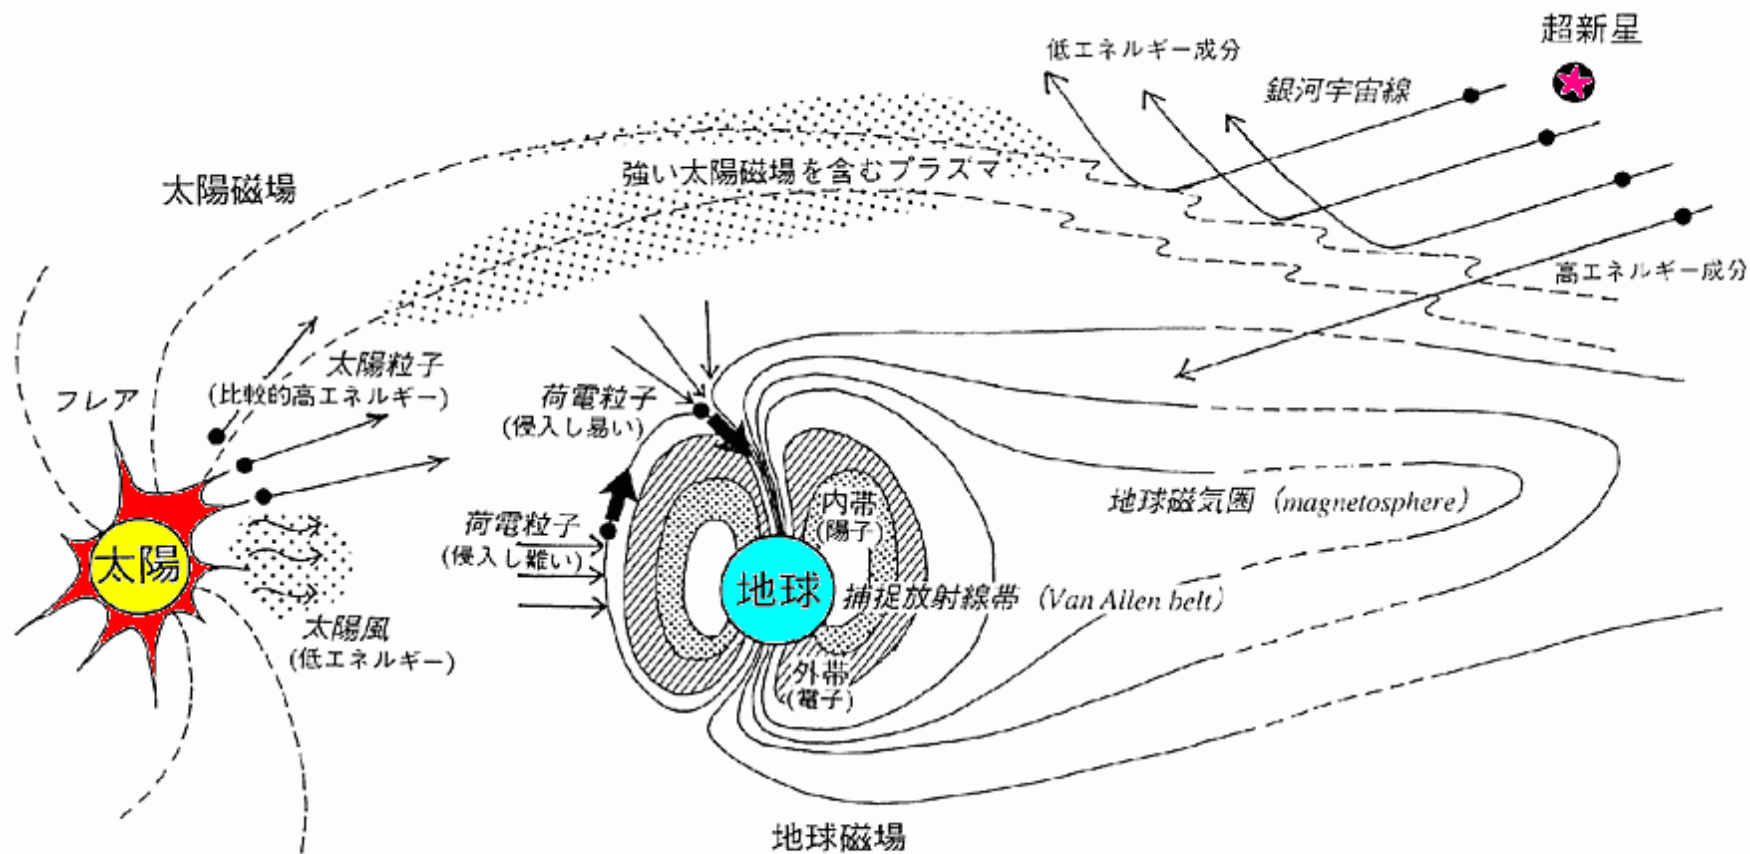 超新星
低エネルギー成分
銀河宇宙線
強い太陽磁場を含むプラズマ
太陽磁場
高エネルギー成分
太陽粒子
(比較的高エネルギー)
フレア
荷電粒子
(侵入し易い)
地球磁気圏 (magnetosphere)
内帯
(陽子)
荷電粒子
(侵入し難い)
太陽
地球
捕捉放射線帯 (Van Allen belt)
太陽風
(低エネルギー)
外帯
(電子)
地球磁場